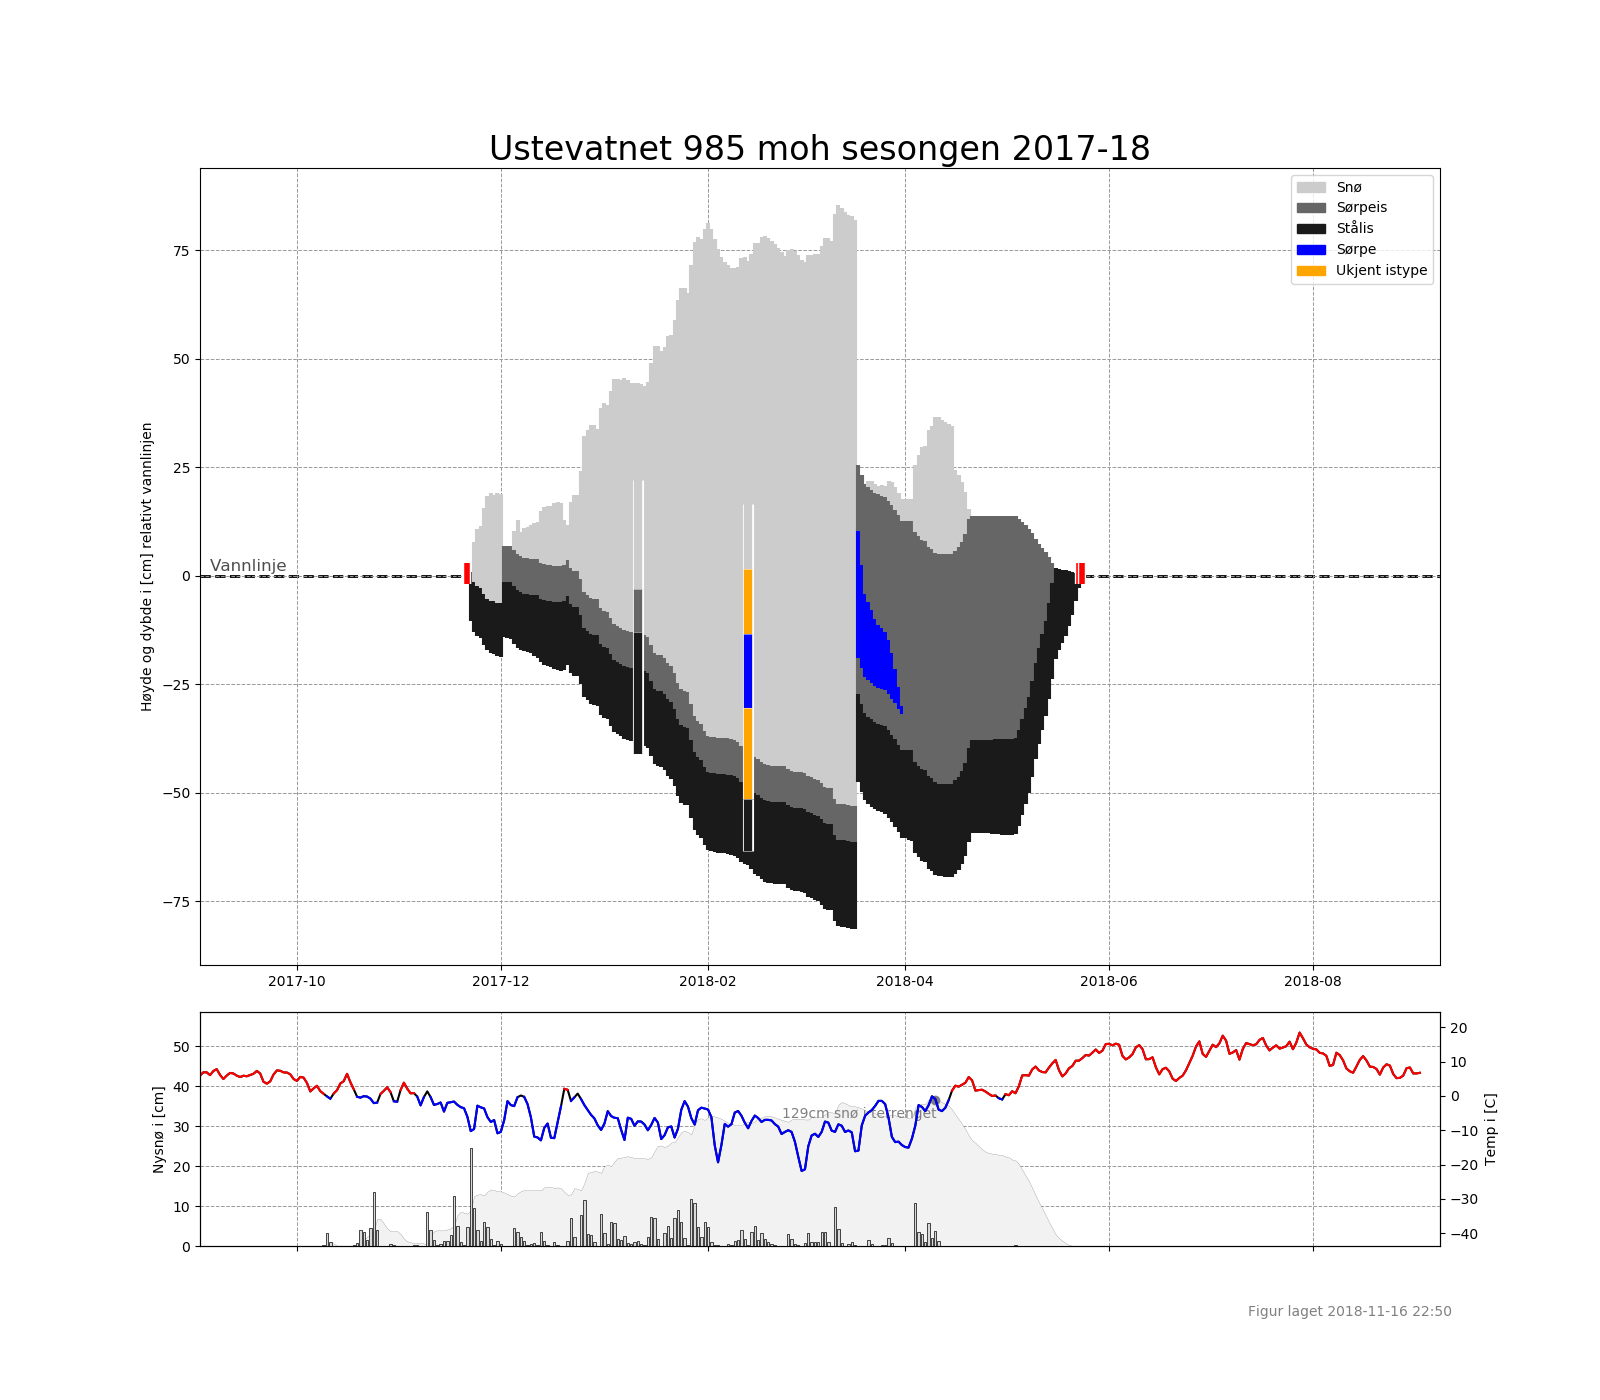 Ustevatnet 985 moh sesongen 2017-18
Snø
Sørpeis
Stålis
Sørpe
Ukjent istype
Høyde og dybde i [cm] relativt vannlinjen
75
50
25
0
−25
−50
−75
Vannlinje
2017-10 2017-12 2018-02 2018-04 2018-06 2018-08
Nysnø i [cm]
50
40
30
20
10
0
129cm snø i terrenget
20
10
0
−10
−20
−30
−40
Temp i [C]
Figur laget 2018-11-16 22:50